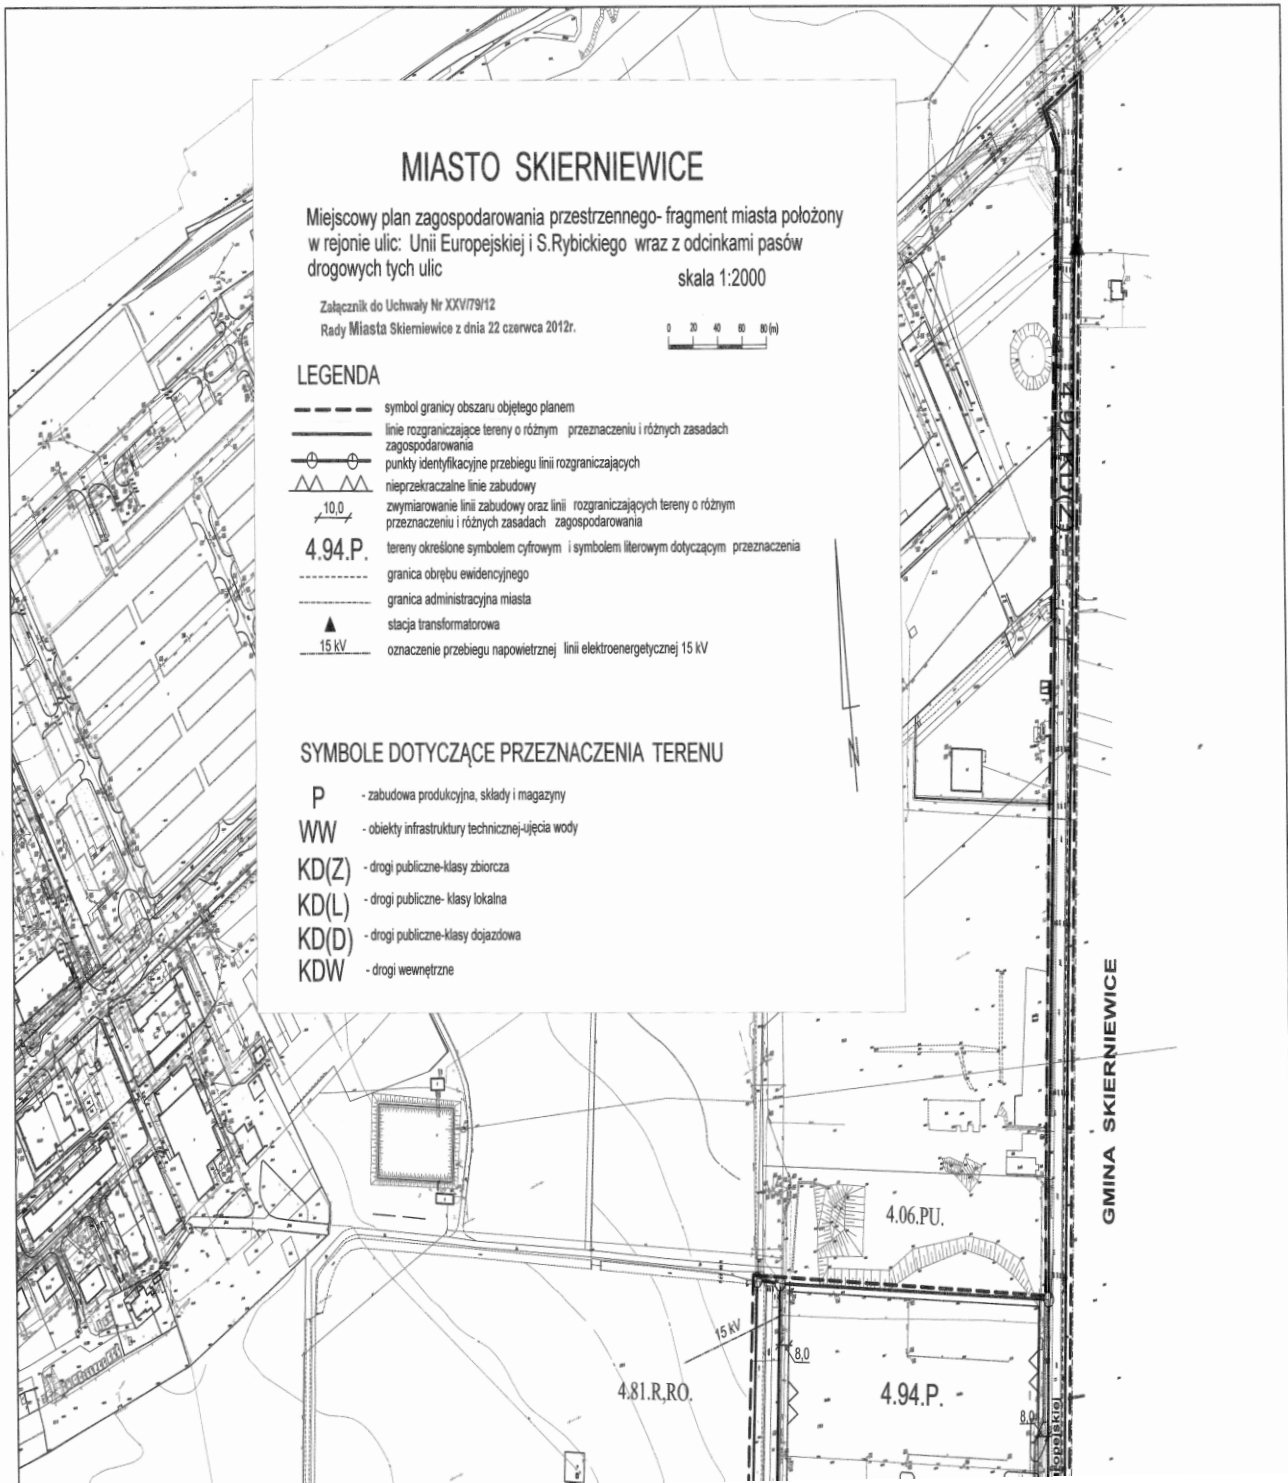 MIASTO SKIERNIEWICE
Miejscowy plan zagospodarowania przestrzennego- fragment miasta położony
w rejonie ulic: Unii Europejskiej i S.Rybickiego wraz z odcinkami pasów
drogowych tych ulic
skala 1:2000
Załącznik do Uchwały Nr XXV/79/12
Rady Miasta Skierniewice z dnia 22 czerwca 2012r.
0 20 40 60 80 (m)
LEGENDA
symbol granicy obszaru objętego planem
linie rozgraniczające tereny o różnym przeznaczeniu i różnych zasadach
zagospodarowania
punkty identyfikacyjne przebiegu linii rozgraniczających
nieprzekraczalne linie zabudowy
10,0 zwymiarowanie linii zabudowy oraz linii rozgraniczających tereny o różnym
przeznaczeniu i różnych zasadach zagospodarowania
4.94.P. tereny określone symbolem cyfrowym i symbolem literowym dotyczącym przeznaczenia
granica obrębu ewidencyjnego
granica administracyjna miasta
stacja transformatorowa
15 kV oznaczenie przebiegu napowietrznej linii elektroenergetycznej 15 kV
N
SYMBOLE DOTYCZĄCE PRZEZNACZENIA TERENU
P - zabudowa produkcyjna, składy i magazyny
WW - obiekty infrastruktury technicznej-ujęcia wody
KD(Z) - drogi publiczne-klasy zbiorcza
KD(L) - drogi publiczne- klasy lokalna
KD(D) - drogi publiczne-klasy dojazdowa
KDW - drogi wewnętrzne
4.92.KD(Z).
GMINA SKIERNIEWICE
4.06.PU.
15 kV
8,0
4.81.R,RO.
4.94.P.
8,0